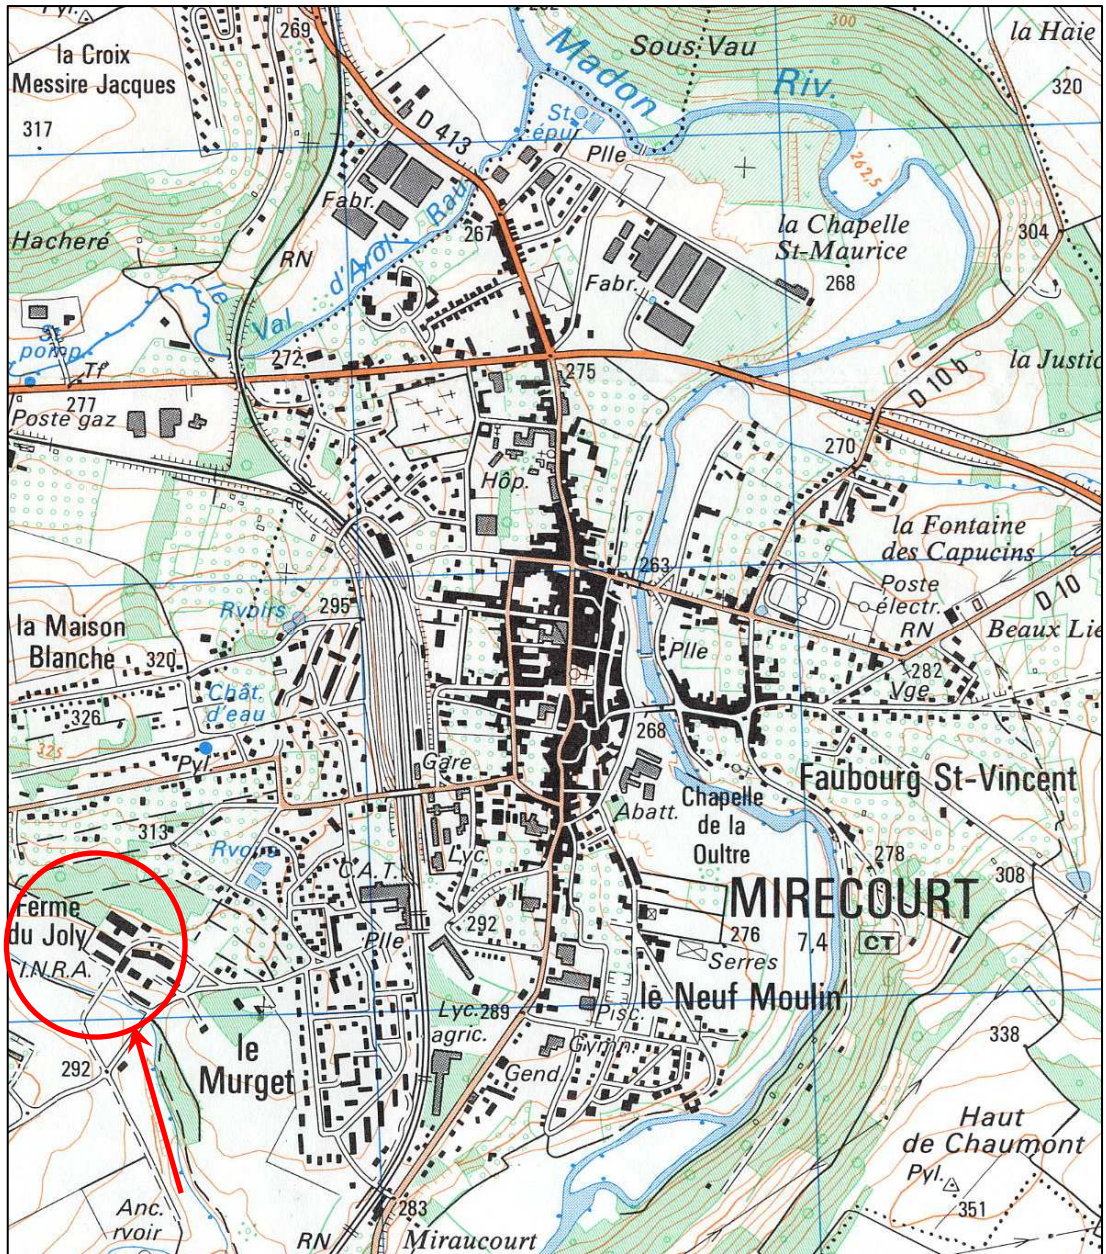 Pyl.
269
la Croix
Messire Jacques
317
Madon
Riv.
Sous Vau
300
la Haie
320
D 413
St.
épu.
Plle
262,5
Fabr.
Rau
267
d'Arol
Val
le
RN
Hacheré
la Chapelle
St-Maurice
268
304
Fabr.
pomp.
Tf
277
272
275
la Justic
D 10 b
Poste gaz
270
Hôp.
la Fontaine
des Capucins
263
Poste
électr.
RN
D 10
Beaux Lie
Rvoirs
295
la Maison
Blanche
320
326
325
Chât.
d'eau
Pyl
Plle
282
Vge
268
Gare
Abatt.
Chapelle
de la
Oultre
Faubourg St-Vincent
313
Rvoirs
Lyc.
C.A.T.
278
308
Ferme
du Joly
I.N.R.A.
Plle
292
MIRECOURT
276
7,4
CT
Serres
Lyc.
agric.
289
Pisc.
le Neuf Moulin
Gymn.
Gend.
le
Murget
292
338
Haut
de Chaumont
Pyl.
351
Anc.
rvoir
283
RN
Miraucourt